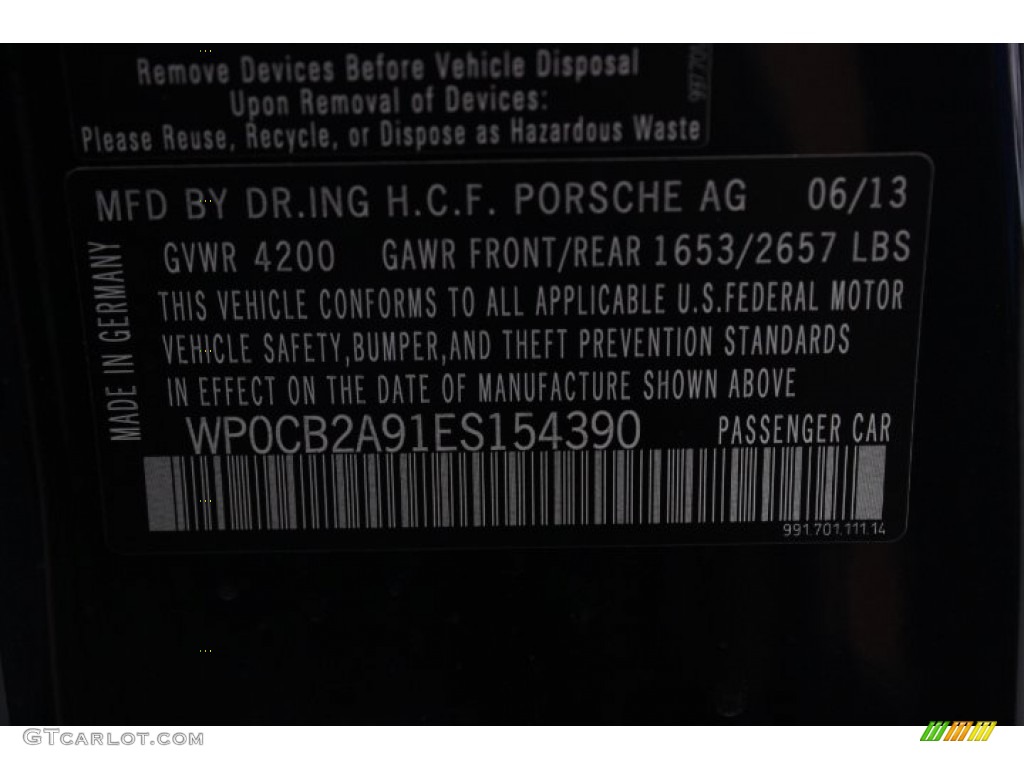 Remove Devices Before Vehicle Disposal
Upon Removal of Devices:
Please Reuse, Recycle, or Dispose as Hazardous Waste
MFD BY DR.ING H.C.F. PORSCHE AG 06/13
GVWR 4200 GAWR FRONT/REAR 1653/2657 LBS
THIS VEHICLE CONFORMS TO ALL APPLICABLE U.S.FEDERAL MOTOR
VEHICLE SAFETY,BUMPER,AND THEFT PREVENTION STANDARDS
IN EFFECT ON THE DATE OF MANUFACTURE SHOWN ABOVE
MADE IN GERMANY
WP0CB2A91ES154390 PASSENGER CAR
991.701.111.14
GTCARLOT.COM